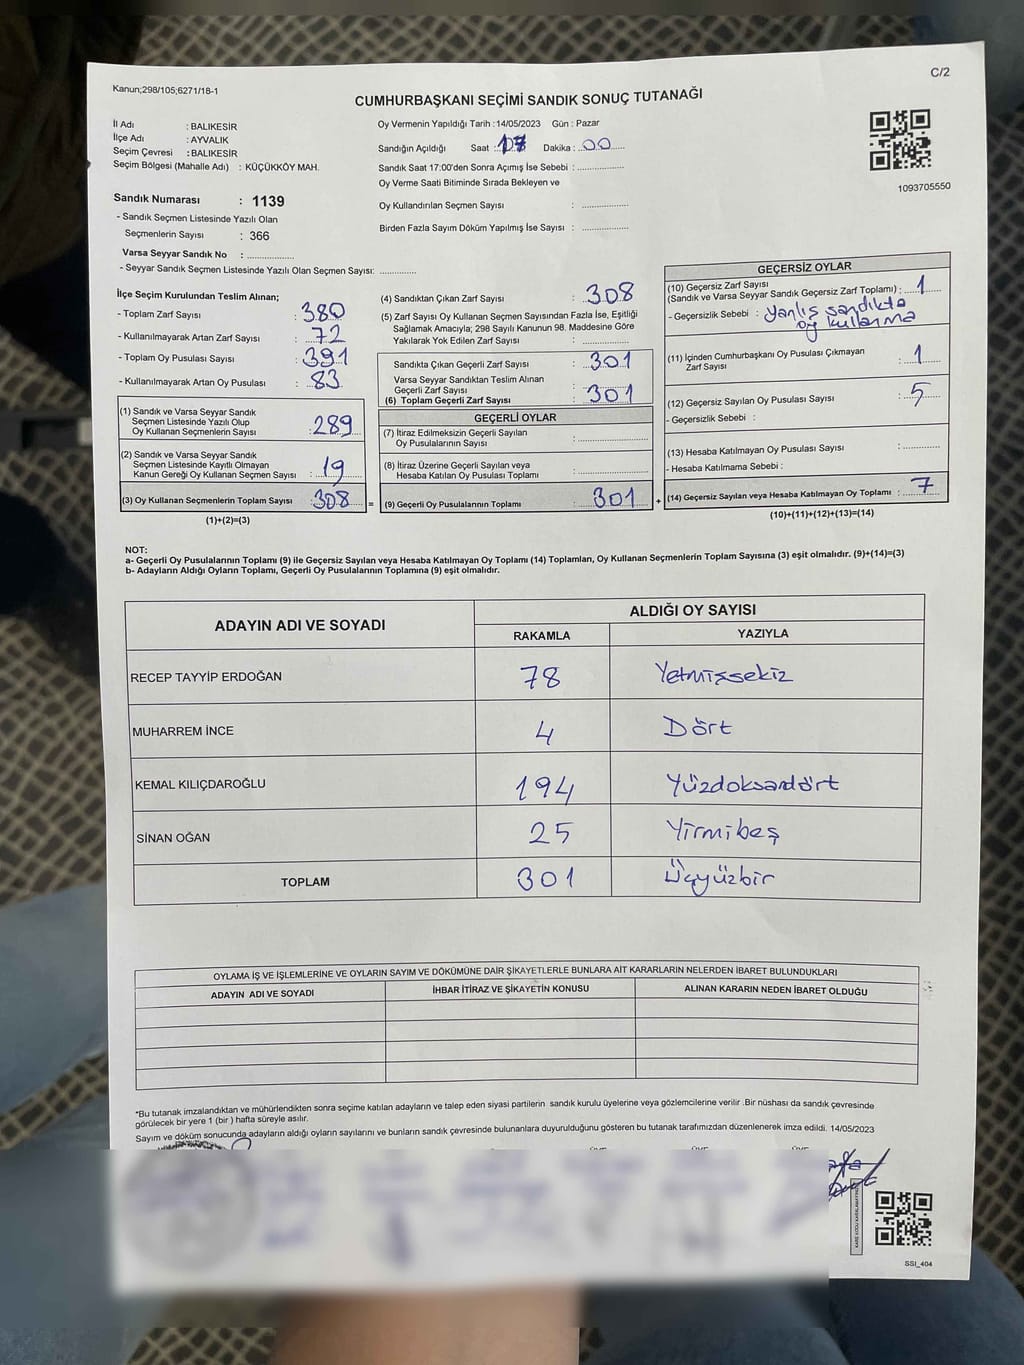 Kanun;298/105;6271/18-1
C/2
CUMHURBAŞKANI SEÇİMİ SANDIK SONUÇ TUTANAĞI
İl Adı : BALIKESİR
İlçe Adı : AYVALIK
Seçim Çevresi : BALIKESİR
Seçim Bölgesi (Mahalle Adı) : KÜÇÜKKÖY MAH.
Sandık Numarası : 1139
- Sandık Seçmen Listesinde Yazılı Olan
Seçmenlerin Sayısı : 366
Varsa Seyyar Sandık No : ................
- Seyyar Sandık Seçmen Listesinde Yazılı Olan Seçmen Sayısı: ............
Oy Vermenin Yapıldığı Tarih :14/05/2023 Gün : Pazar
Sandığın Açıldığı Saat : 17 Dakika : 00
Sandık Saat 17:00'den Sonra Açımış İse Sebebi : ................
Oy Verme Saati Bitiminde Sırada Bekleyen ve
Oy Kullandırılan Seçmen Sayısı : ................
Birden Fazla Sayım Döküm Yapılmış İse Sayısı : ................
1093705550
İlçe Seçim Kurulundan Teslim Alınan;
- Toplam Zarf Sayısı : 380
- Kullanılmayarak Artan Zarf Sayısı : 72
- Toplam Oy Pusulası Sayısı : 391
- Kullanılmayarak Artan Oy Pusulası : 83
(1) Sandık ve Varsa Seyyar Sandık
Seçmen Listesinde Yazılı Olup
Oy Kullanan Seçmenlerin Sayısı : 289
(2) Sandık ve Varsa Seyyar Sandık
Seçmen Listesinde Kayıtlı Olmayan
Kanun Gereği Oy Kullanan Seçmen Sayısı : 19
(3) Oy Kullanan Seçmenlerin Toplam Sayısı : 308 =
(1)+(2)=(3)
(4) Sandıktan Çıkan Zarf Sayısı : 308
(5) Zarf Sayısı Oy Kullanan Seçmen Sayısından Fazla İse, Eşitliği
Sağlamak Amacıyla; 298 Sayılı Kanunun 98. Maddesine Göre
Yakılarak Yok Edilen Zarf Sayısı : ................
Sandıkta Çıkan Geçerli Zarf Sayısı : 301
Varsa Seyyar Sandıktan Teslim Alınan
Geçerli Zarf Sayısı
(6) Toplam Geçerli Zarf Sayısı : 301
GEÇERLİ OYLAR
(7) İtiraz Edilmeksizin Geçerli Sayılan
Oy Pusulalarının Sayısı : ................
(8) İtiraz Üzerine Geçerli Sayılan veya
Hesaba Katılan Oy Pusulası Toplamı : ................
(9) Geçerli Oy Pusulalarının Toplamı : 301 +
GEÇERSİZ OYLAR
(10) Geçersiz Zarf Sayısı
(Sandık ve Varsa Seyyar Sandık Geçersiz Zarf Toplamı) : 1
- Geçersizlik Sebebi : Yanlış sandıkta
oy kullanma
(11) İçinden Cumhurbaşkanı Oy Pusulası Çıkmayan
Zarf Sayısı : 1
(12) Geçersiz Sayılan Oy Pusulası Sayısı : 5
- Geçersizlik Sebebi :
(13) Hesaba Katılmayan Oy Pusulası Sayısı : ............
- Hesaba Katılmama Sebebi :
(14) Geçersiz Sayılan veya Hesaba Katılmayan Oy Toplamı : 7
(10)+(11)+(12)+(13)=(14)
NOT:
a- Geçerli Oy Pusulalarının Toplamı (9) ile Geçersiz Sayılan veya Hesaba Katılmayan Oy Toplamı (14) Toplamları, Oy Kullanan Seçmenlerin Toplam Sayısına (3) eşit olmalıdır. (9)+(14)=(3)
b- Adayların Aldığı Oyların Toplamı, Geçerli Oy Pusulalarının Toplamına (9) eşit olmalıdır.
ADAYIN ADI VE SOYADI ALDIĞI OY SAYISI
RAKAMLA YAZIYLA
RECEP TAYYİP ERDOĞAN 78 Yetmişsekiz
MUHARREM İNCE 4 Dört
KEMAL KILIÇDAROĞLU 194 Yüzdoksandört
SİNAN OĞAN 25 Yirmibeş
TOPLAM 301 Üçyüzbir
OYLAMA İŞ VE İŞLEMLERİNE VE OYLARIN SAYIM VE DÖKÜMÜNE DAİR ŞİKAYETLERLE BUNLARA AİT KARARLARIN NELERDEN İBARET BULUNDUKLARI
ADAYIN ADI VE SOYADI İHBAR İTİRAZ VE ŞİKAYETİN KONUSU ALINAN KARARIN NEDEN İBARET OLDUĞU
*Bu tutanak imzalandıktan ve mühürlendikten sonra seçime katılan adayların ve talep eden siyasi partilerin sandık kurulu üyelerine veya gözlemcilerine verilir .Bir nüshası da sandık çevresinde
görülecek bir yere 1 (bir ) hafta süreyle asılır.
Sayım ve döküm sonucunda adayların aldığı oyların sayılarını ve bunların sandık çevresinde bulunanlara duyurulduğunu gösteren bu tutanak tarafımızdan düzenlenerek imza edildi. 14/05/2023
SSI_404